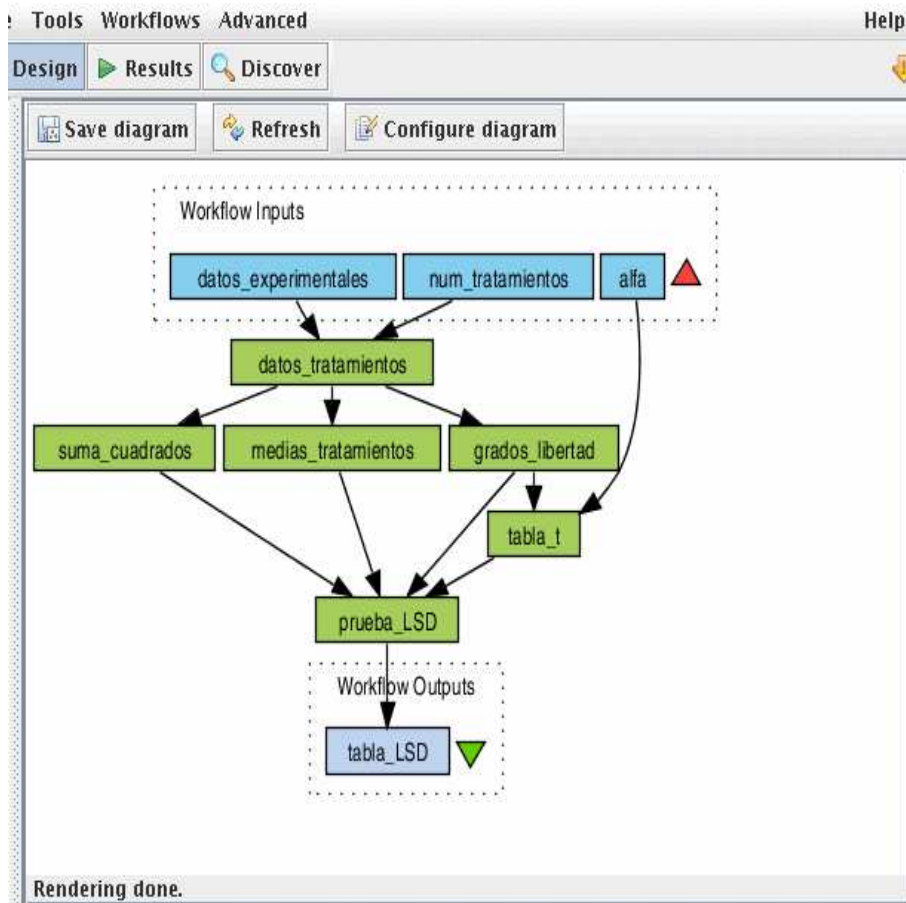 Tools Workflows Advanced Help
Design Results Discover
Save diagram Refresh Configure diagram
Workflow Inputs
datos_experimentales num_tratamientos alfa
datos_tratamientos
suma_cuadrados medias_tratamientos grados_libertad
tabla_t
prueba_LSD
Workflow Outputs
tabla_LSD
Rendering done.